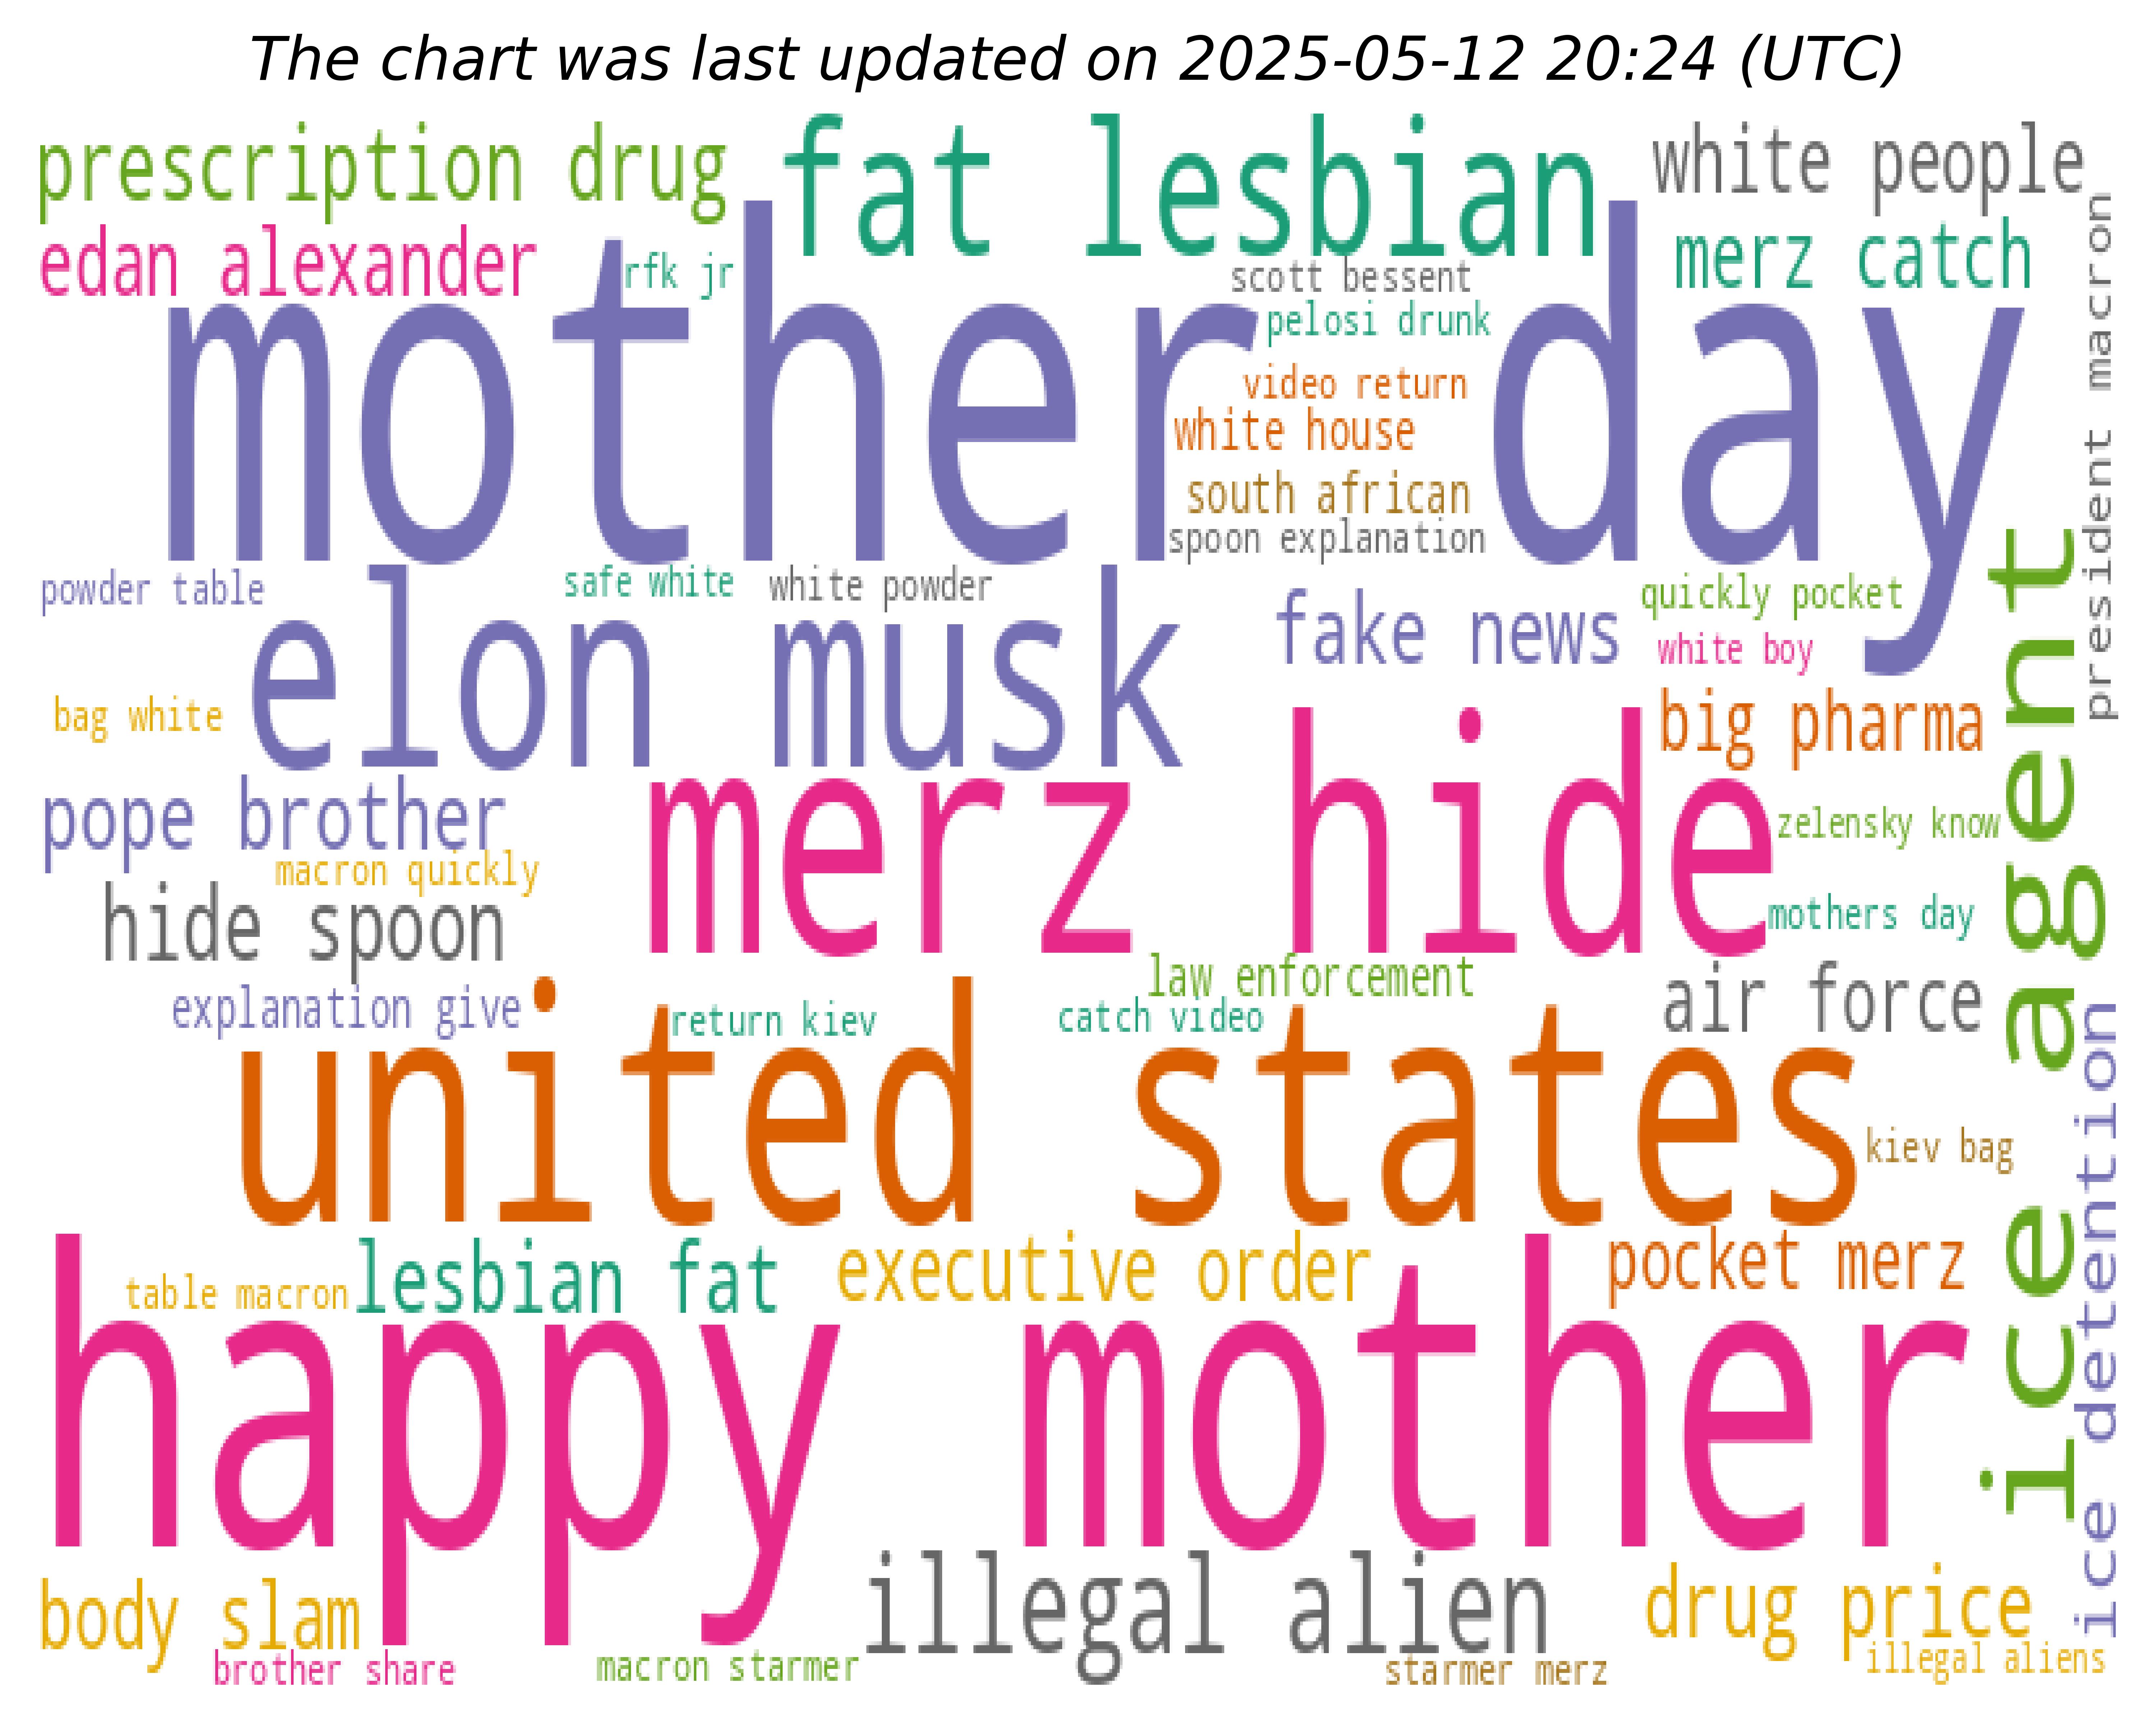 The chart was last updated on 2025-05-12 20:24 (UTC)
prescription drug
fat lesbian
white people
edan alexander
rfk jr
scott bessent
merz catch
pelosi drunk
mother day
video return
white house
south african
spoon explanation
president macron
powder table
safe white
white powder
fake news
quickly pocket
white boy
elon musk
bag white
big pharma
pope brother
merz hide
zelensky know
macron quickly
hide spoon
mothers day
ice agent
law enforcement
air force
explanation give
return kiev
catch video
united states
kiev bag
ice detention
table macron
lesbian fat
executive order
pocket merz
happy mother
body slam
illegal alien
drug price
brother share
macron starmer
starmer merz
illegal aliens